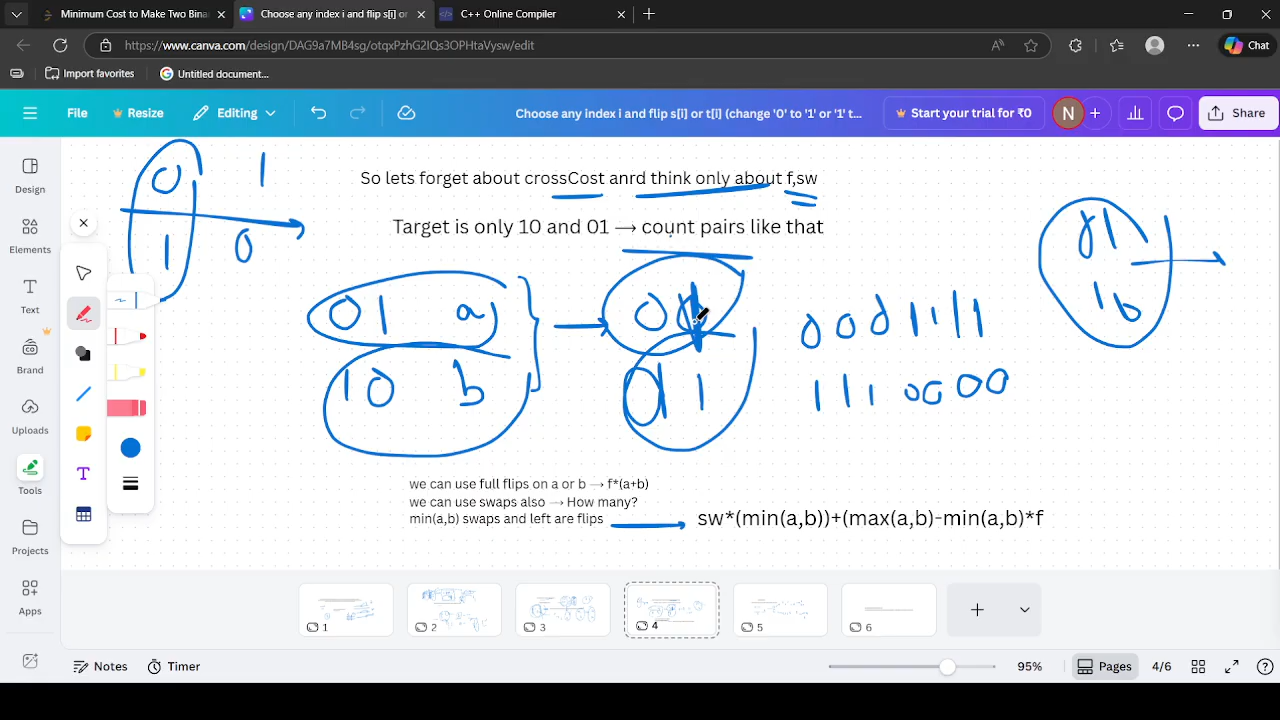 Minimum Cost to Make Two Binar
Choose any index i and flip s[i] or
C++ Online Compiler
https://www.canva.com/design/DAG9a7MB4sg/otqxPzhG2IQs3OPHtaVysw/edit
Chat
Import favorites
Untitled document...
File
Resize
Editing
Choose any index i and flip s[i] or t[i] (change '0' to '1' or '1' t...
Start your trial for ₹0
N
Share
Design
Elements
Text
Brand
Uploads
Tools
Projects
Apps
So lets forget about crossCost anrd think only about f,sw
Target is only 10 and 01 → count pairs like that
0 1
1 0
01 a
10 b
0
0 1
0 0 0 1 1 1 1
1 1 1 0 0 0 0
we can use full flips on a or b → f*(a+b)
we can use swaps also → How many?
min(a,b) swaps and left are flips
sw*(min(a,b))+(max(a,b)-min(a,b)*f
1
2
3
4
5
6
Notes
Timer
95%
Pages
4/6